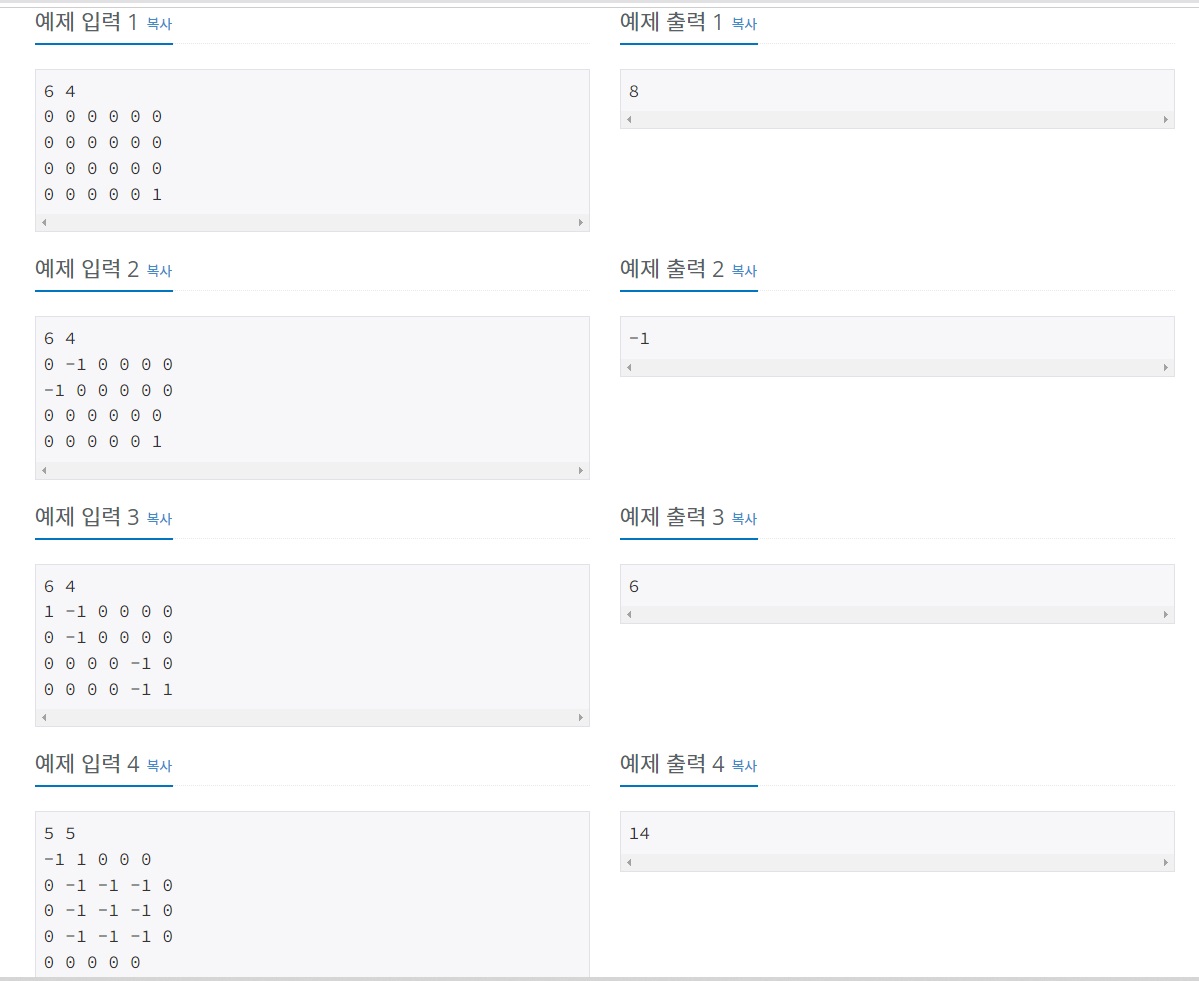 예제 입력 1 복사
6 4
0 0 0 0 0 0
0 0 0 0 0 0
0 0 0 0 0 0
0 0 0 0 0 1
예제 출력 1 복사
8
예제 입력 2 복사
6 4
0 -1 0 0 0 0
-1 0 0 0 0 0
0 0 0 0 0 0
0 0 0 0 0 1
예제 출력 2 복사
-1
예제 입력 3 복사
6 4
1 -1 0 0 0 0
0 -1 0 0 0 0
0 0 0 0 -1 0
0 0 0 0 -1 1
예제 출력 3 복사
6
예제 입력 4 복사
5 5
-1 1 0 0 0
0 -1 -1 -1 0
0 -1 -1 -1 0
0 -1 -1 -1 0
0 0 0 0 0
예제 출력 4 복사
14